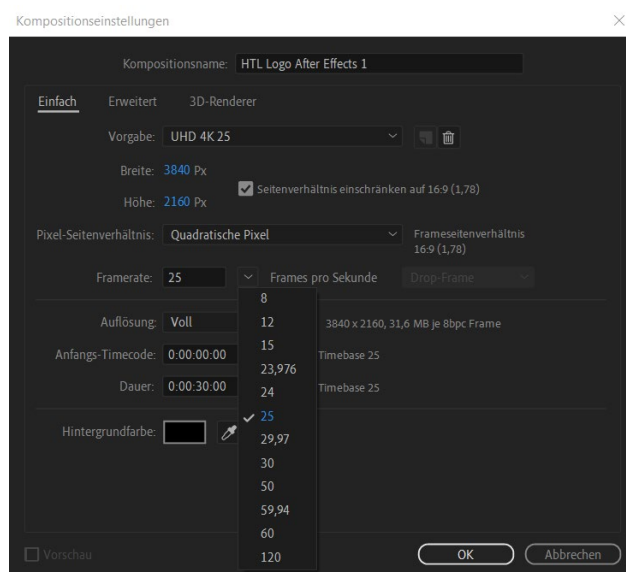 Kompositionseinstellungen
Kompositionsname: HTL Logo After Effects 1
Einfach Erweitert 3D-Renderer
Vorgabe: UHD 4K 25
Breite: 3840 Px
Seitenverhältnis einschränken auf 16:9 (1,78)
Höhe: 2160 Px
Pixel-Seitenverhältnis: Quadratische Pixel Frameseitenverhältnis
16:9 (1,78)
Framerate: 25 Frames pro Sekunde Drop-Frame
8
Auflösung: Voll 12 3840 x 2160, 31,6 MB je 8bpc Frame
15
Anfangs-Timecode: 0:00:00:00 Timebase 25
23,976
Dauer: 0:00:30:00 24 Timebase 25
25
Hintergrundfarbe: 29,97
30
50
59,94
60
Vorschau 120 OK Abbrechen